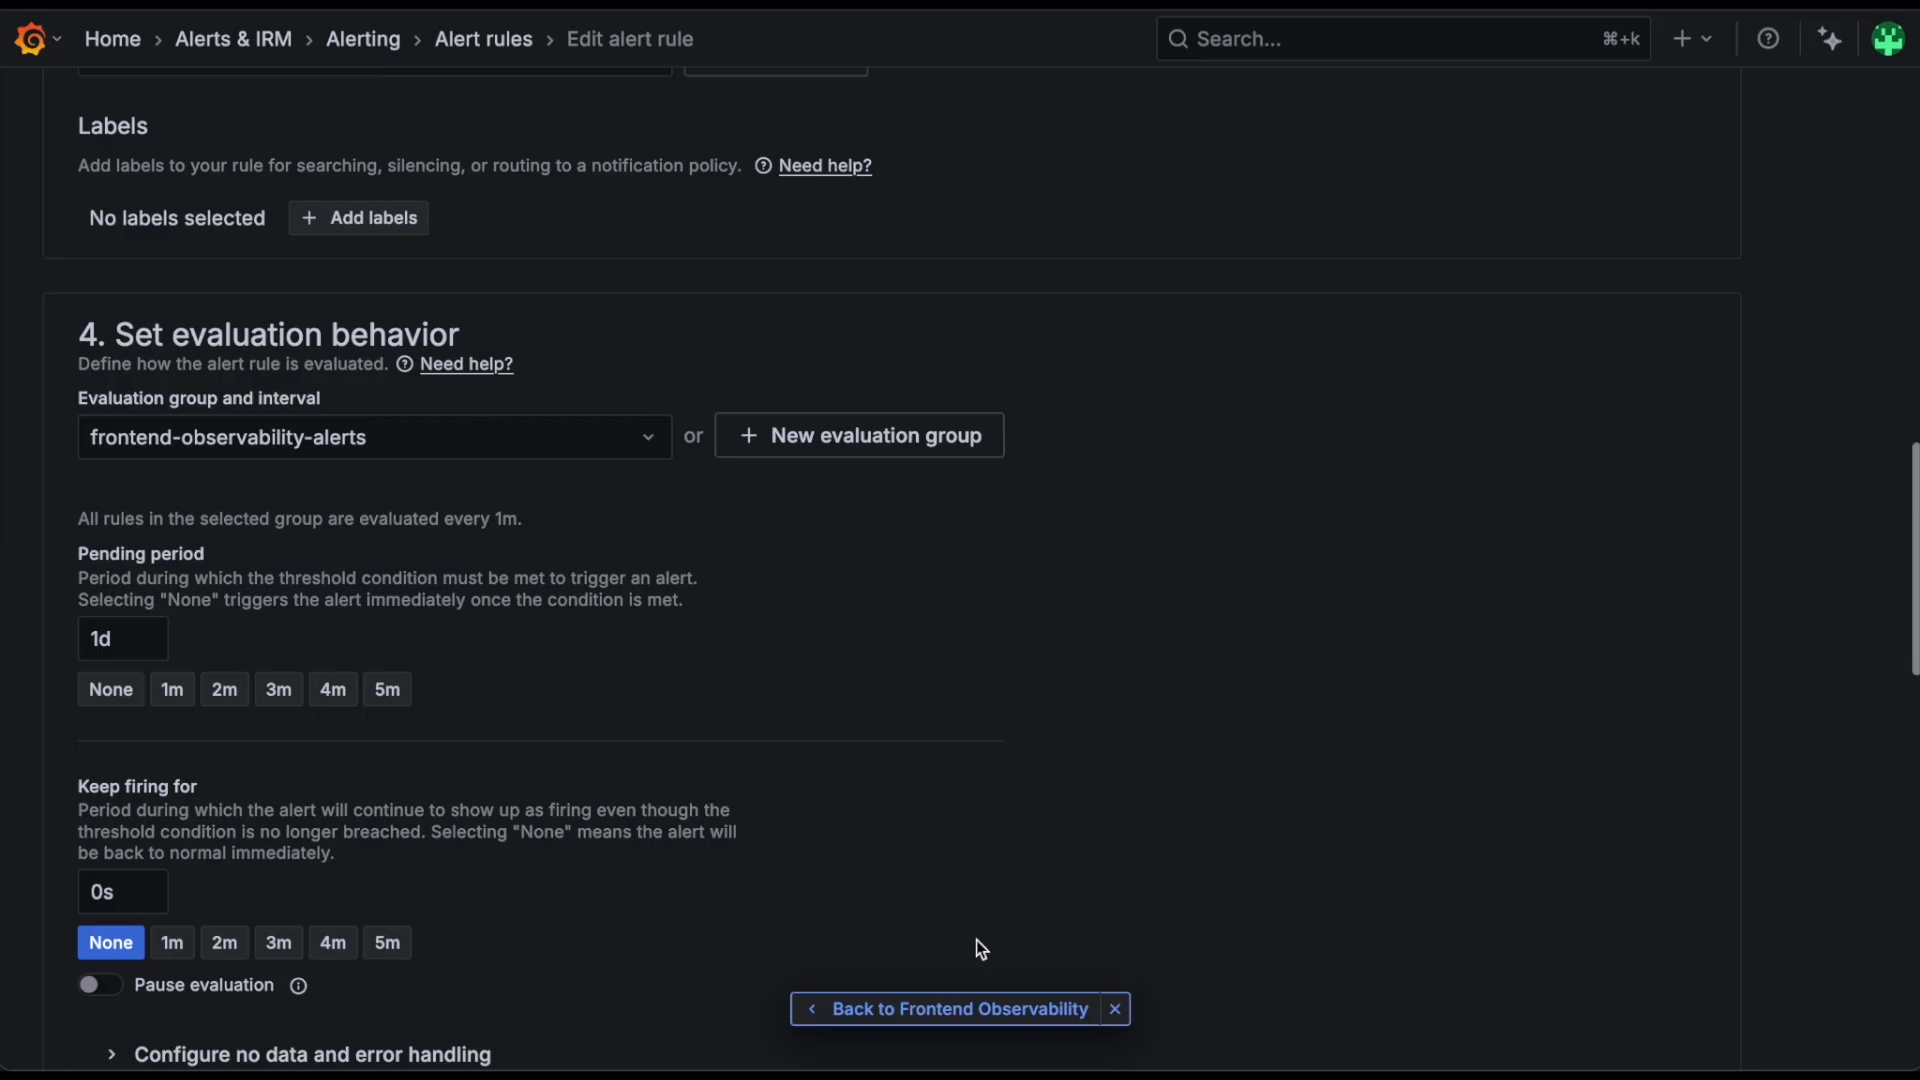 Home › Alerts & IRM › Alerting › Alert rules › Edit alert rule
Search... ⌘+k
Labels
Add labels to your rule for searching, silencing, or routing to a notification policy. Need help?
No labels selected + Add labels
4. Set evaluation behavior
Define how the alert rule is evaluated. Need help?
Evaluation group and interval
frontend-observability-alerts or + New evaluation group
All rules in the selected group are evaluated every 1m.
Pending period
Period during which the threshold condition must be met to trigger an alert.
Selecting "None" triggers the alert immediately once the condition is met.
1d
None 1m 2m 3m 4m 5m
Keep firing for
Period during which the alert will continue to show up as firing even though the
threshold condition is no longer breached. Selecting "None" means the alert will
be back to normal immediately.
0s
None 1m 2m 3m 4m 5m
Pause evaluation
Back to Frontend Observability
Configure no data and error handling